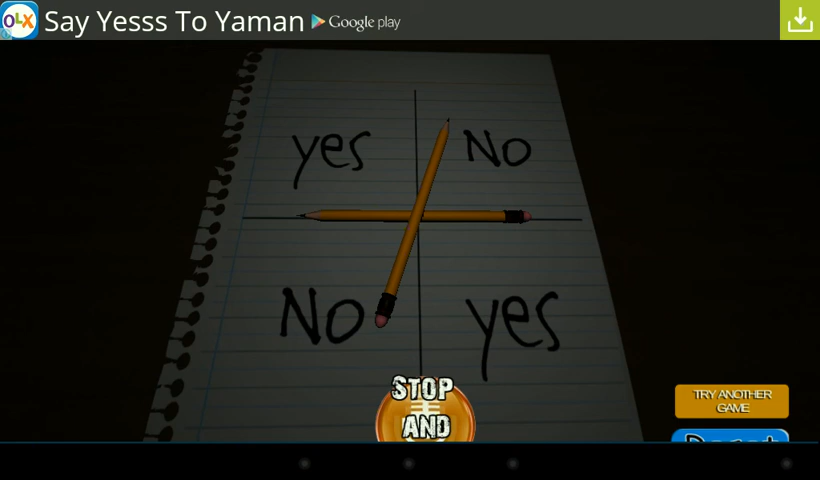 OLX Say Yesss To Yaman Google play
yes No
No yes
STOP
AND
TRY ANOTHER
GAME